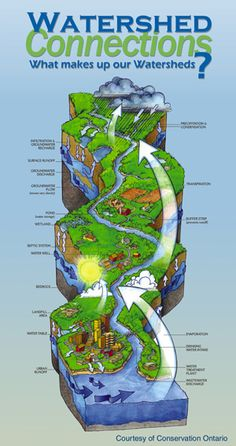 WATERSHED
Connections
What makes up our Watersheds?
PRECIPITATION &
CONDENSATION
INFILTRATION &
GROUNDWATER
RECHARGE
SURFACE RUNOFF
GROUNDWATER
DISCHARGE
GROUNDWATER
FLOW
TRANSPIRATION
POND
WETLAND
BUFFER STRIP
SEPTIC SYSTEM
WATER WELL
BEDROCK
LANDFILL
AREA
WATER TABLE
EVAPORATION
DRINKING
WATER INTAKE
WATER
TREATMENT
PLANT
URBAN
RUNOFF
WASTEWATER
DISCHARGE
Courtesy of Conservation Ontario